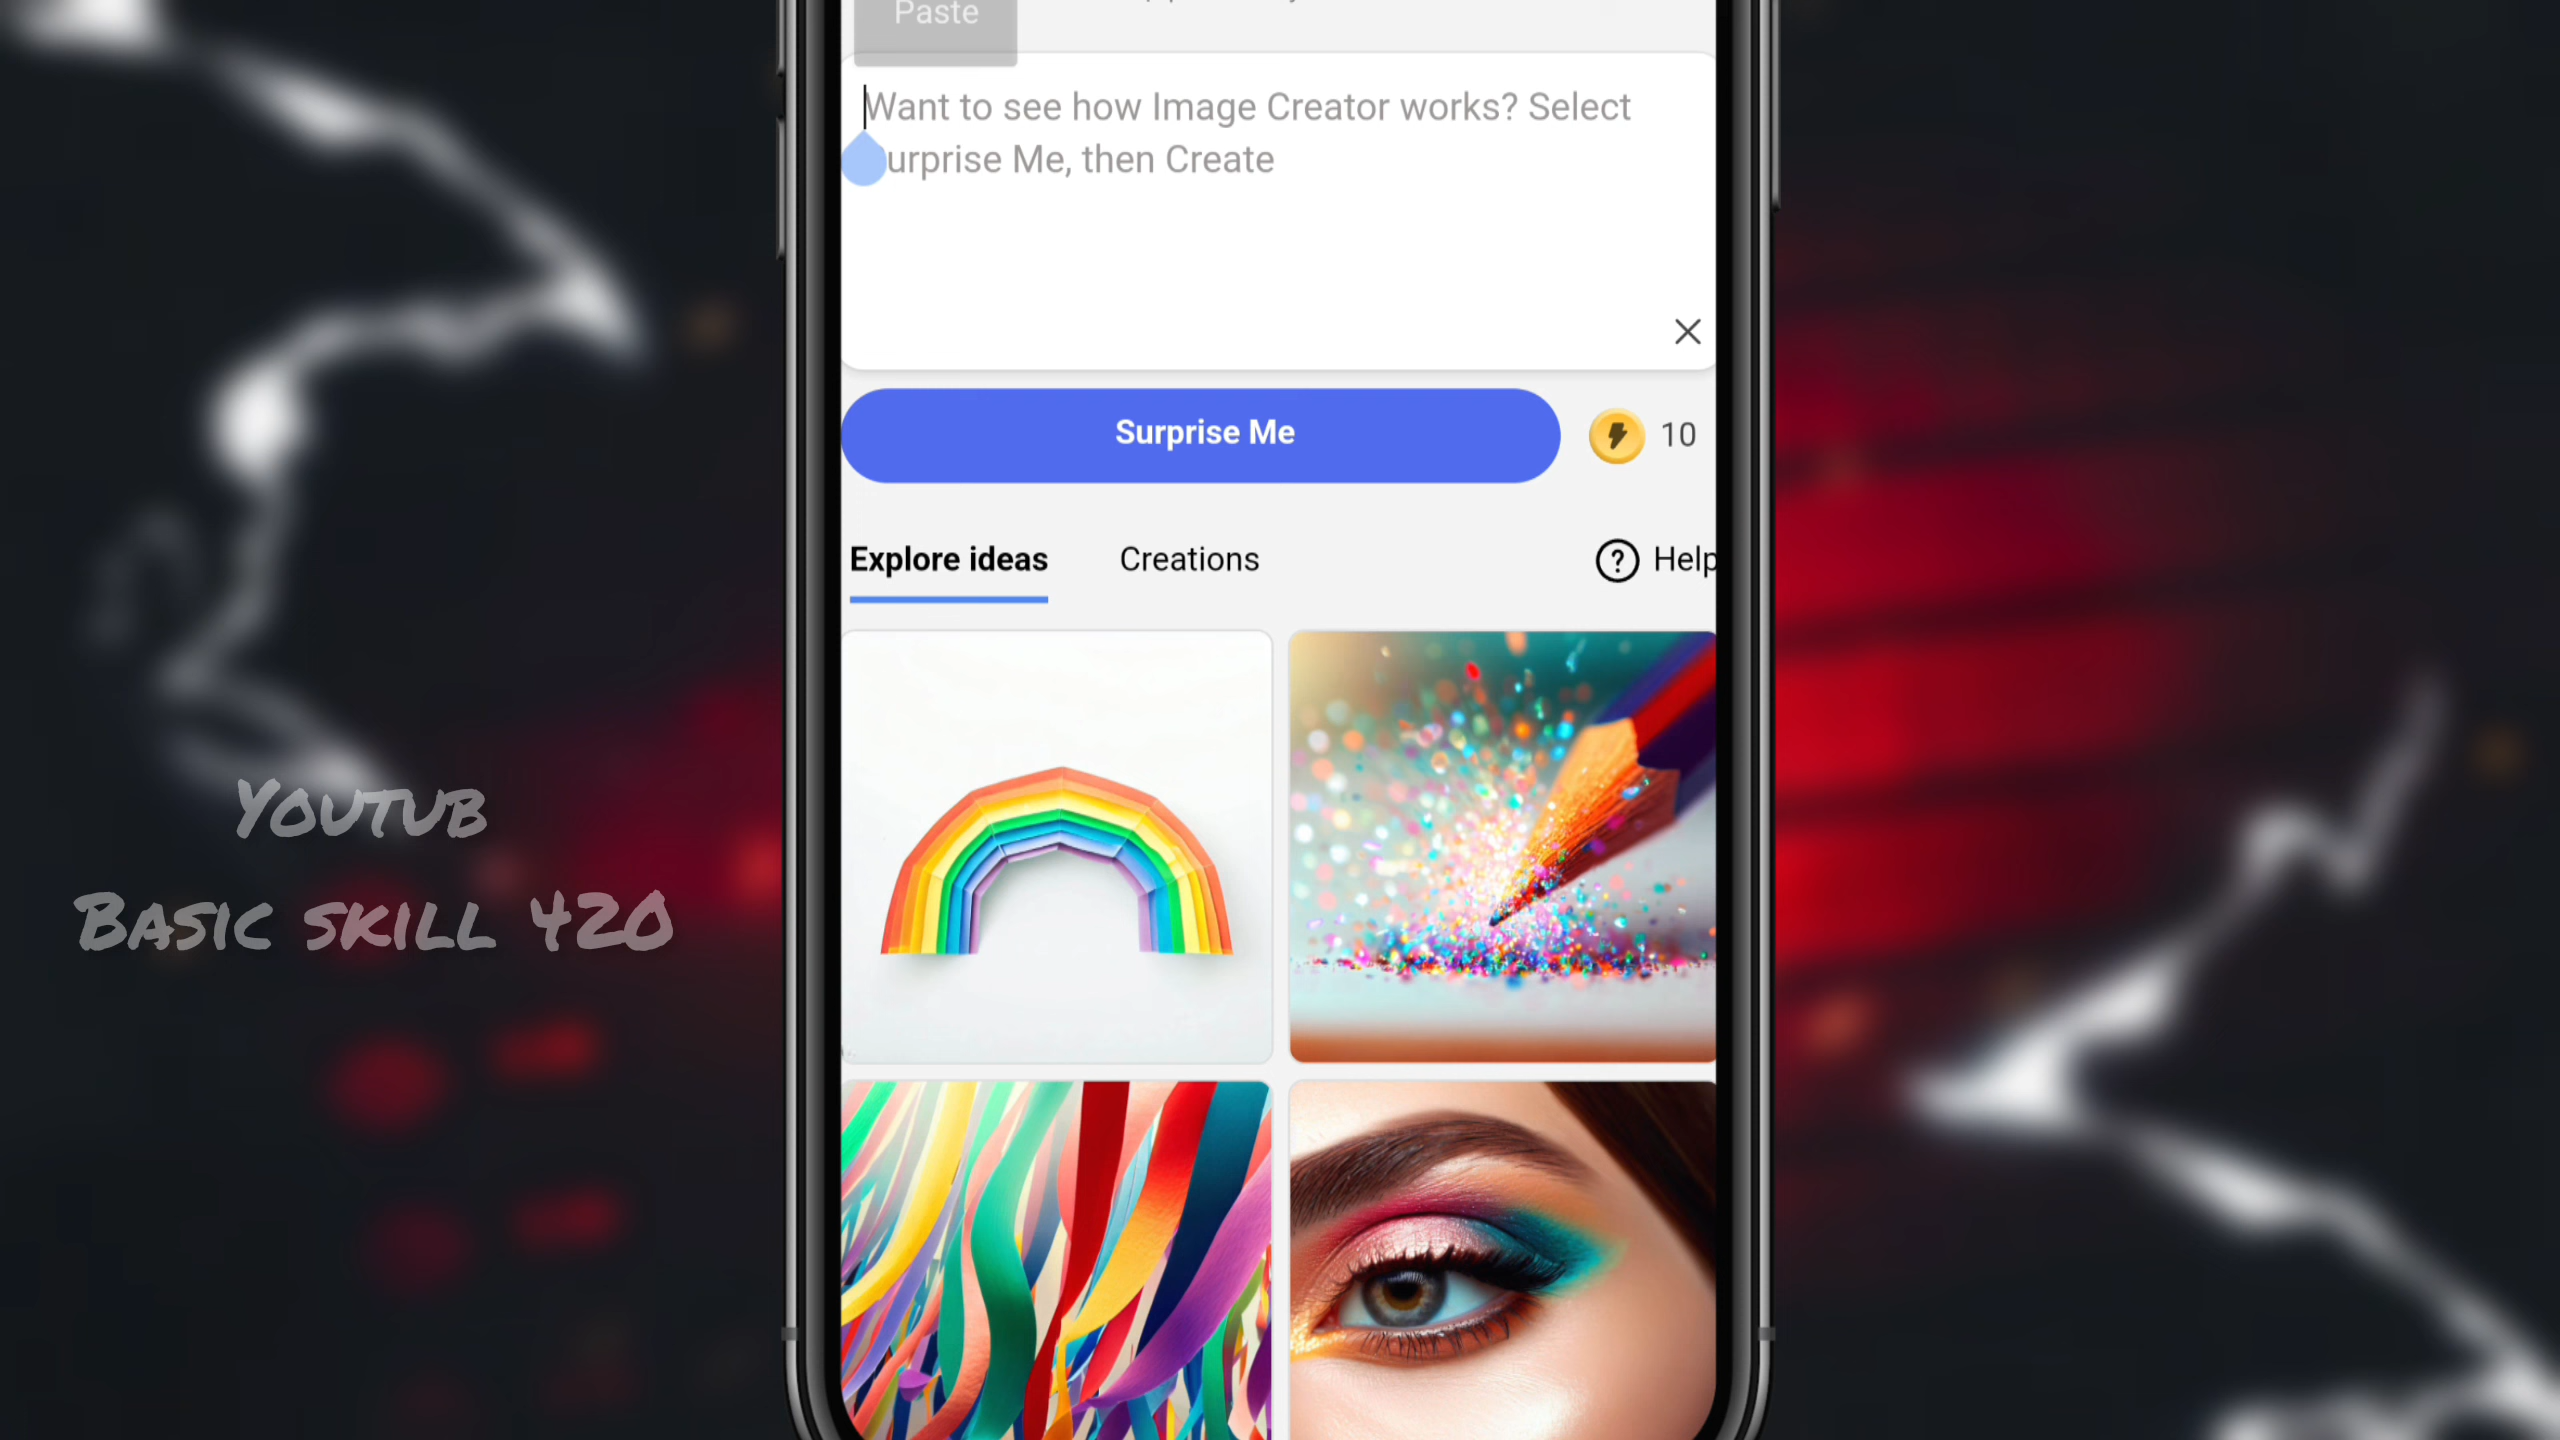 Paste
Want to see how Image Creator works? Select
urprise Me, then Create
Surprise Me
10
Explore ideas
Creations
Help
Youtub
Basic skill 420